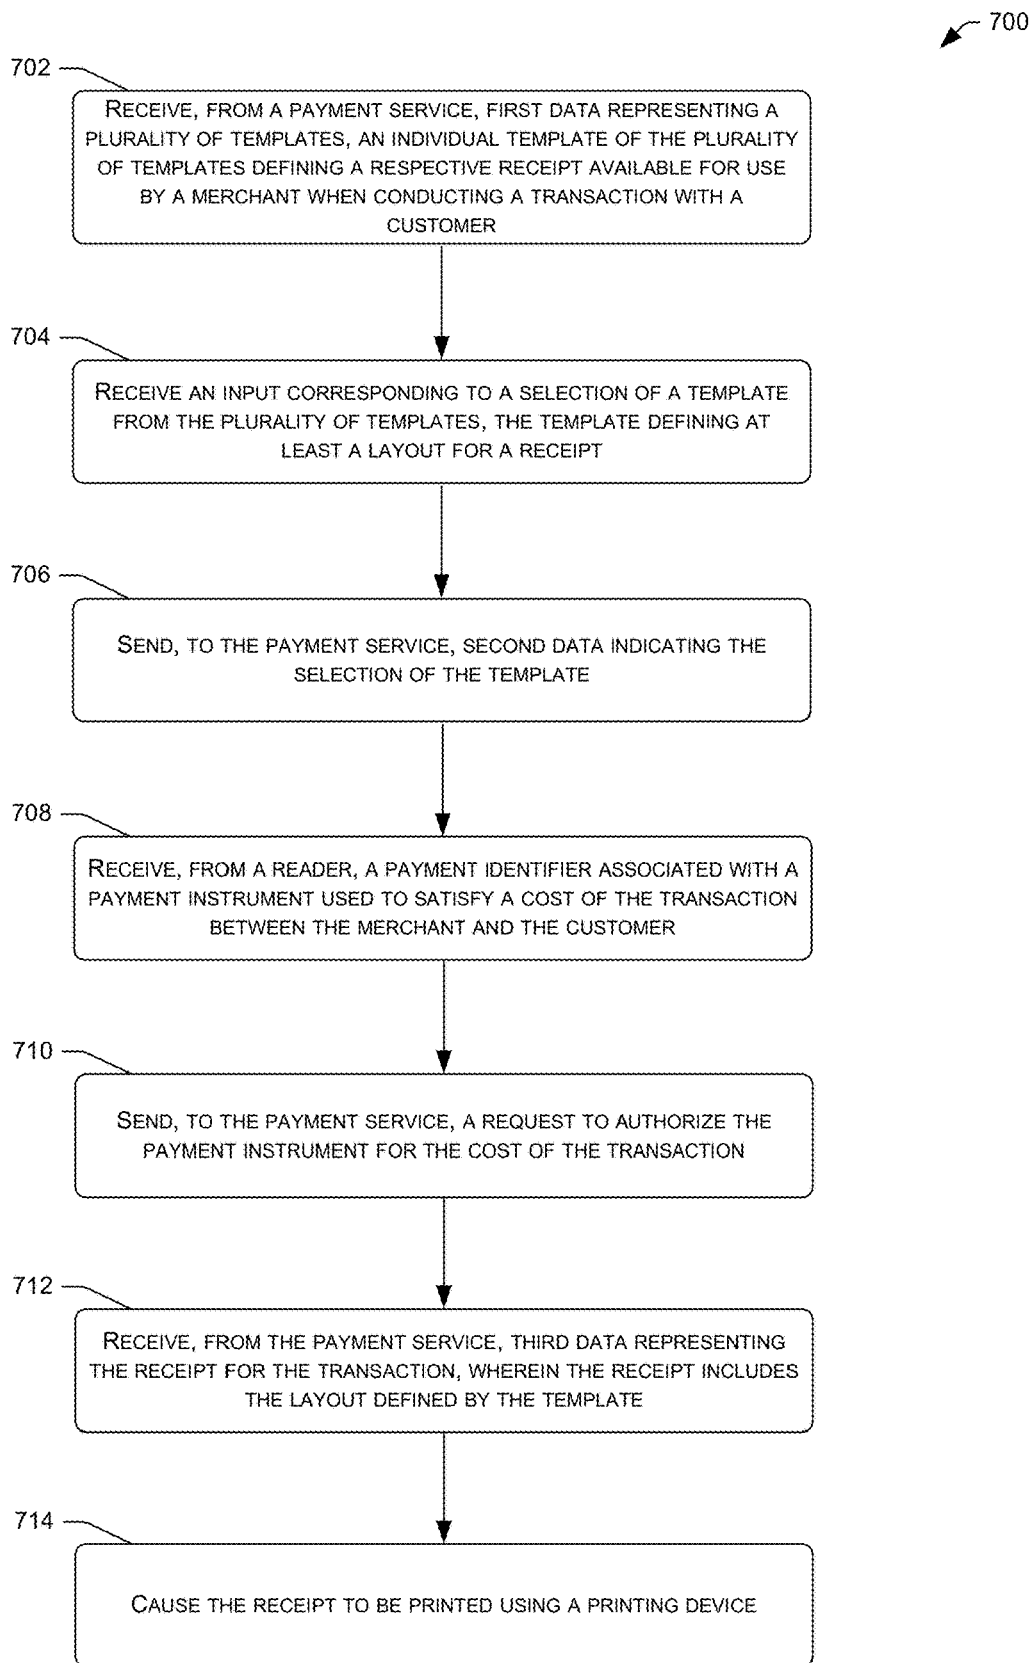 700
702
RECEIVE, FROM A PAYMENT SERVICE, FIRST DATA REPRESENTING A
PLURALITY OF TEMPLATES, AN INDIVIDUAL TEMPLATE OF THE PLURALITY
OF TEMPLATES DEFINING A RESPECTIVE RECEIPT AVAILABLE FOR USE
BY A MERCHANT WHEN CONDUCTING A TRANSACTION WITH A
CUSTOMER
704
RECEIVE AN INPUT CORRESPONDING TO A SELECTION OF A TEMPLATE
FROM THE PLURALITY OF TEMPLATES, THE TEMPLATE DEFINING AT
LEAST A LAYOUT FOR A RECEIPT
706
SEND, TO THE PAYMENT SERVICE, SECOND DATA INDICATING THE
SELECTION OF THE TEMPLATE
708
RECEIVE, FROM A READER, A PAYMENT IDENTIFIER ASSOCIATED WITH A
PAYMENT INSTRUMENT USED TO SATISFY A COST OF THE TRANSACTION
BETWEEN THE MERCHANT AND THE CUSTOMER
710
SEND, TO THE PAYMENT SERVICE, A REQUEST TO AUTHORIZE THE
PAYMENT INSTRUMENT FOR THE COST OF THE TRANSACTION
712
RECEIVE, FROM THE PAYMENT SERVICE, THIRD DATA REPRESENTING
THE RECEIPT FOR THE TRANSACTION, WHEREIN THE RECEIPT INCLUDES
THE LAYOUT DEFINED BY THE TEMPLATE
714
CAUSE THE RECEIPT TO BE PRINTED USING A PRINTING DEVICE